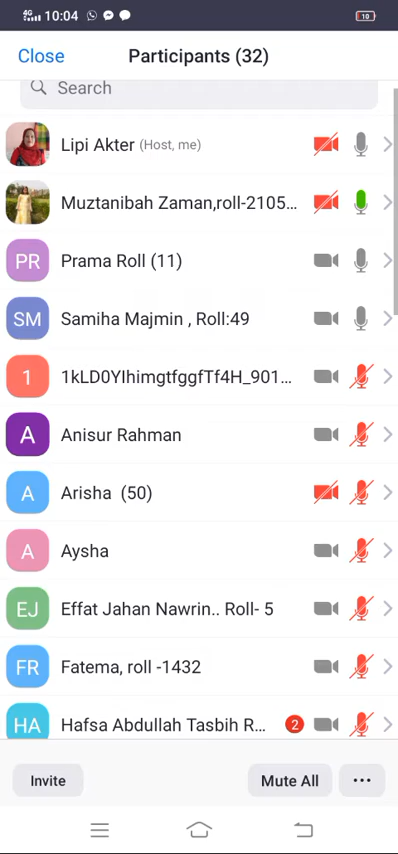 4G 10:04 10
Close Participants (32)
Search
Lipi Akter (Host, me)
Muztanibah Zaman,roll-2105...
PR Prama Roll (11)
SM Samiha Majmin , Roll:49
1 1kLD0YIhimgtfggfTf4H_901...
A Anisur Rahman
A Arisha (50)
A Aysha
EJ Effat Jahan Nawrin.. Roll- 5
FR Fatema, roll -1432
HA Hafsa Abdullah Tasbih R... 2
Invite Mute All ...